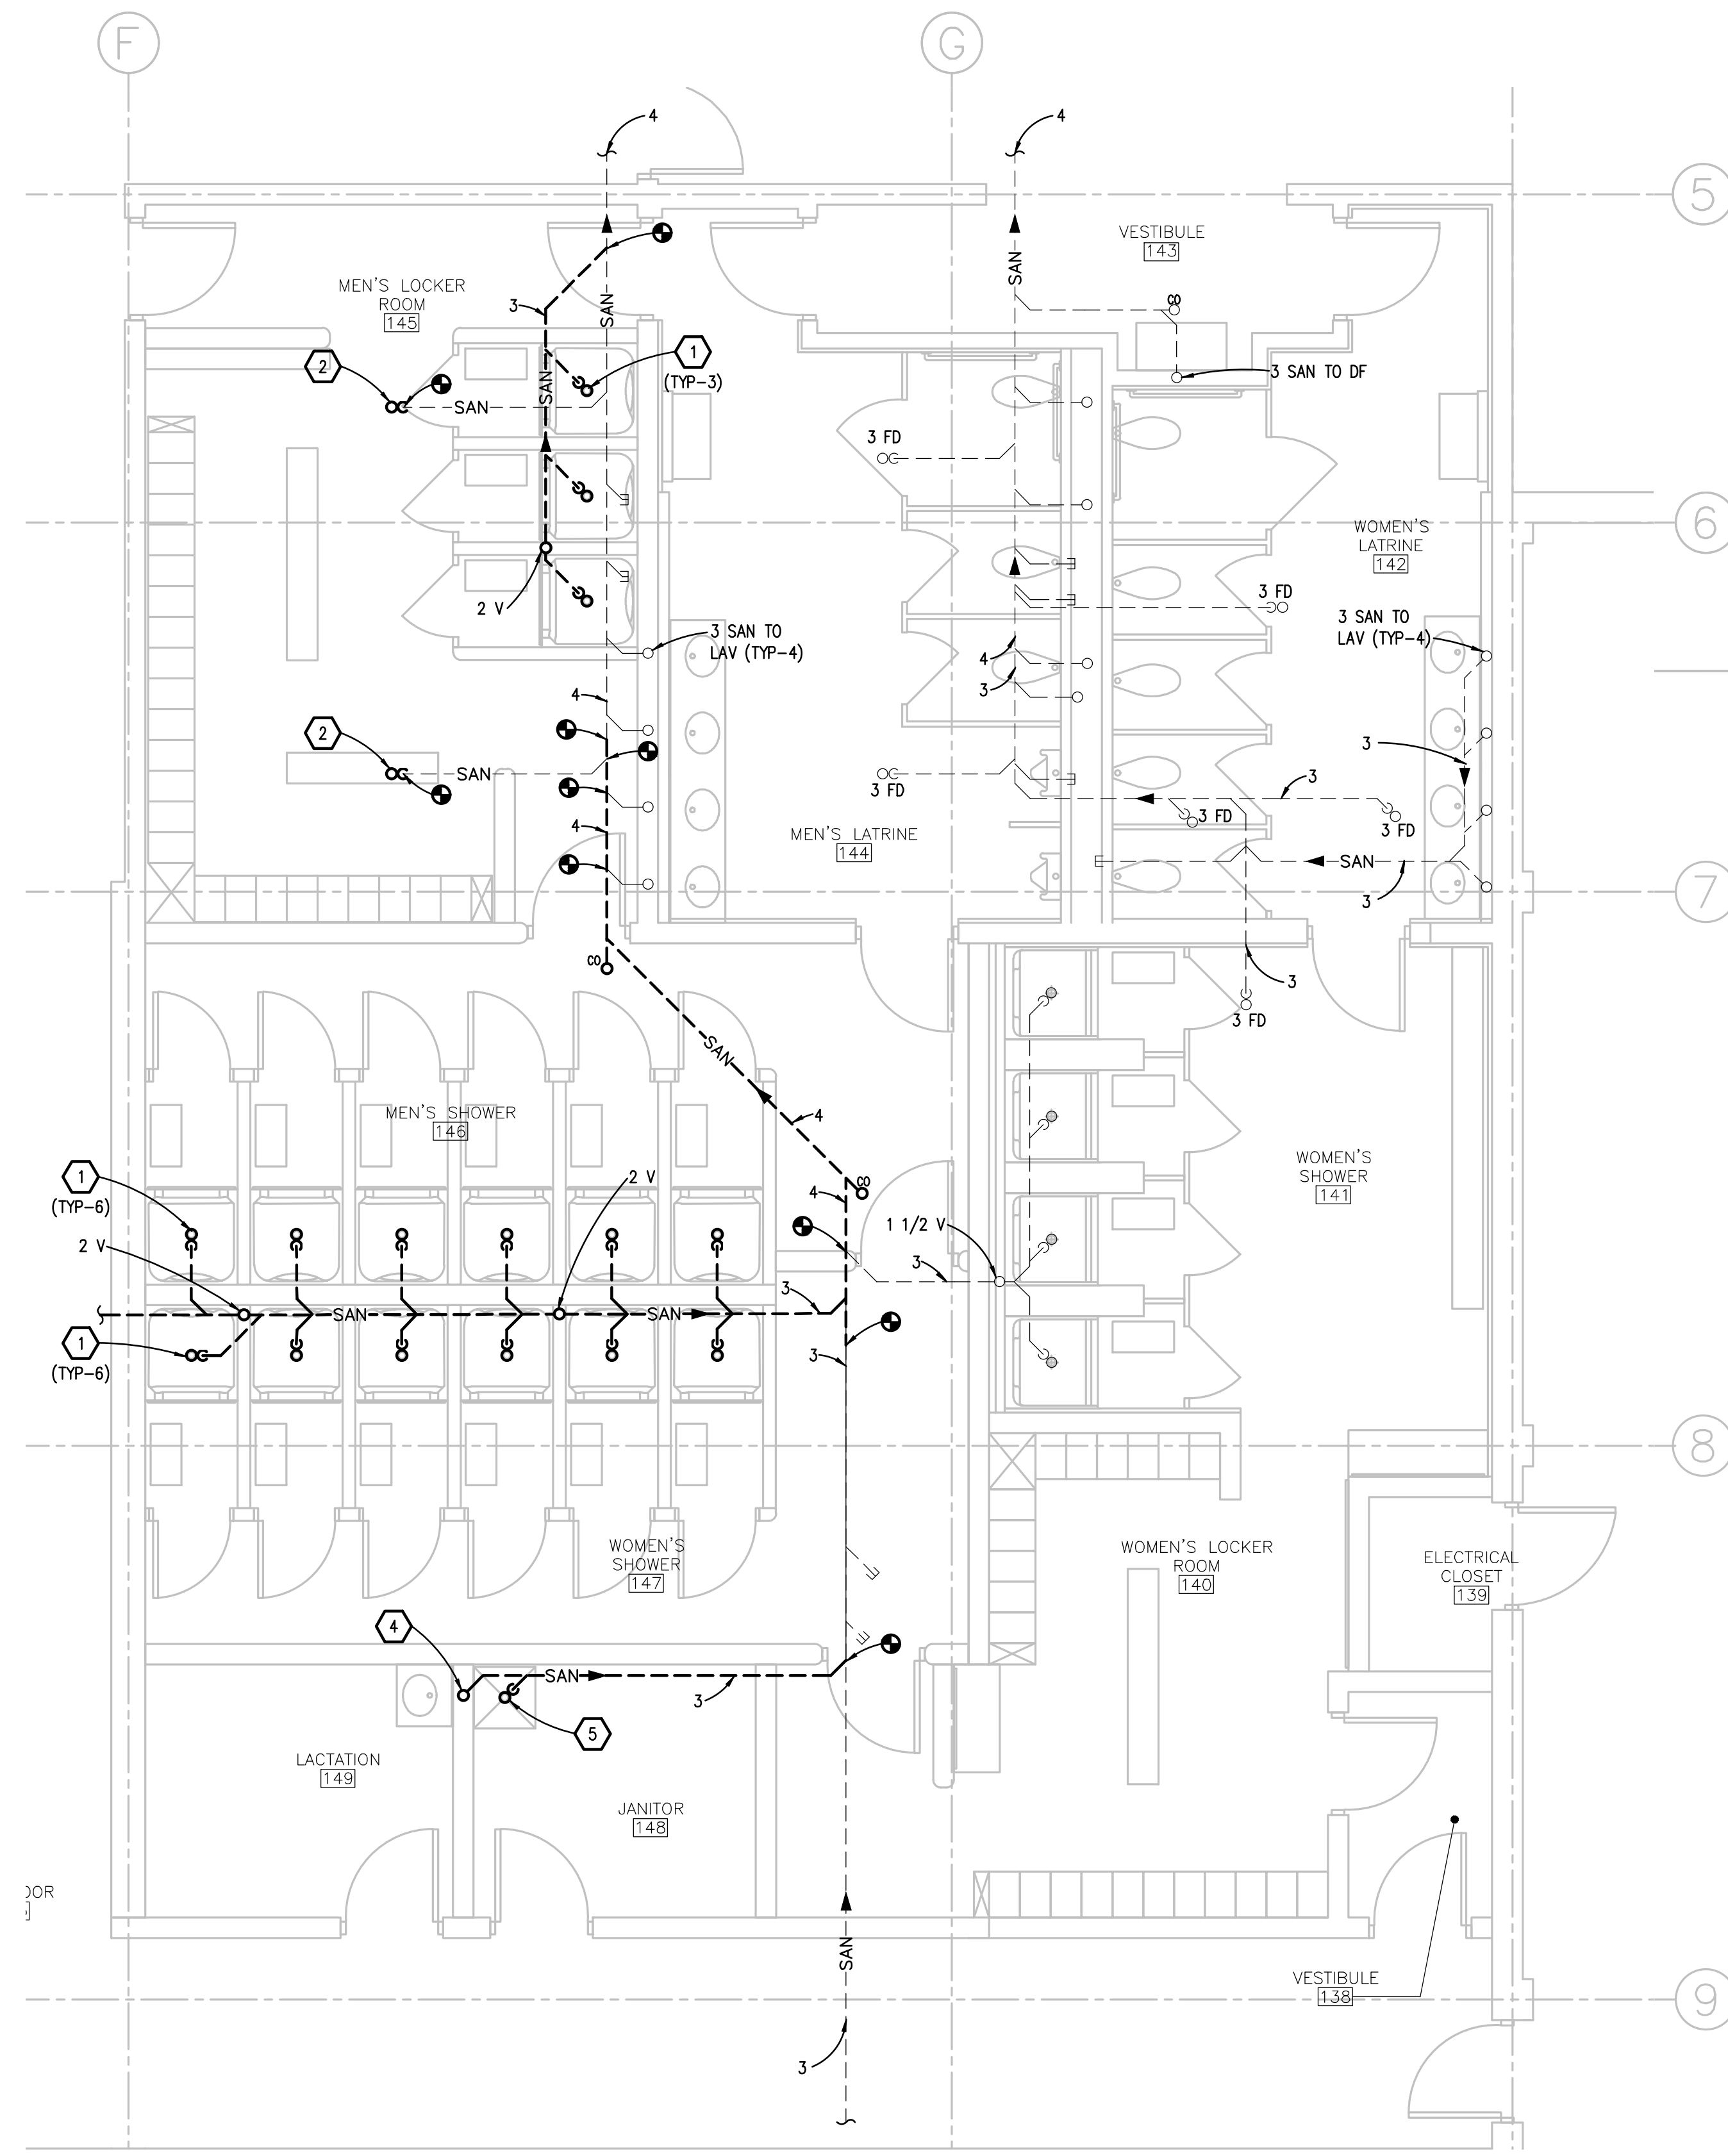 F
G
4
4
5
VESTIBULE
143
SAN
MEN'S LOCKER
ROOM
145
3
SAN
CO
1
(TYP-3)
2
SAN
SAN
3 SAN TO DF
3 FD
6
WOMEN'S
LATRINE
142
2 V
3 FD
3 SAN TO
LAV (TYP-4)
3 SAN TO
LAV (TYP-4)
4
3
4
2
3
SAN
3
3 FD
3 FD
3 FD
4
MEN'S LATRINE
144
SAN
3
7
CO
3
3 FD
SAN
MEN'S SHOWER
146
4
WOMEN'S
SHOWER
141
1
(TYP-6)
2 V
CO
4
2 V
1 1/2 V
3
3
SAN
SAN
1
(TYP-6)
3
8
WOMEN'S
SHOWER
147
WOMEN'S LOCKER
ROOM
140
ELECTRICAL
CLOSET
139
4
SAN
3
5
LACTATION
149
JANITOR
148
OOR
SAN
VESTIBULE
138
9
3